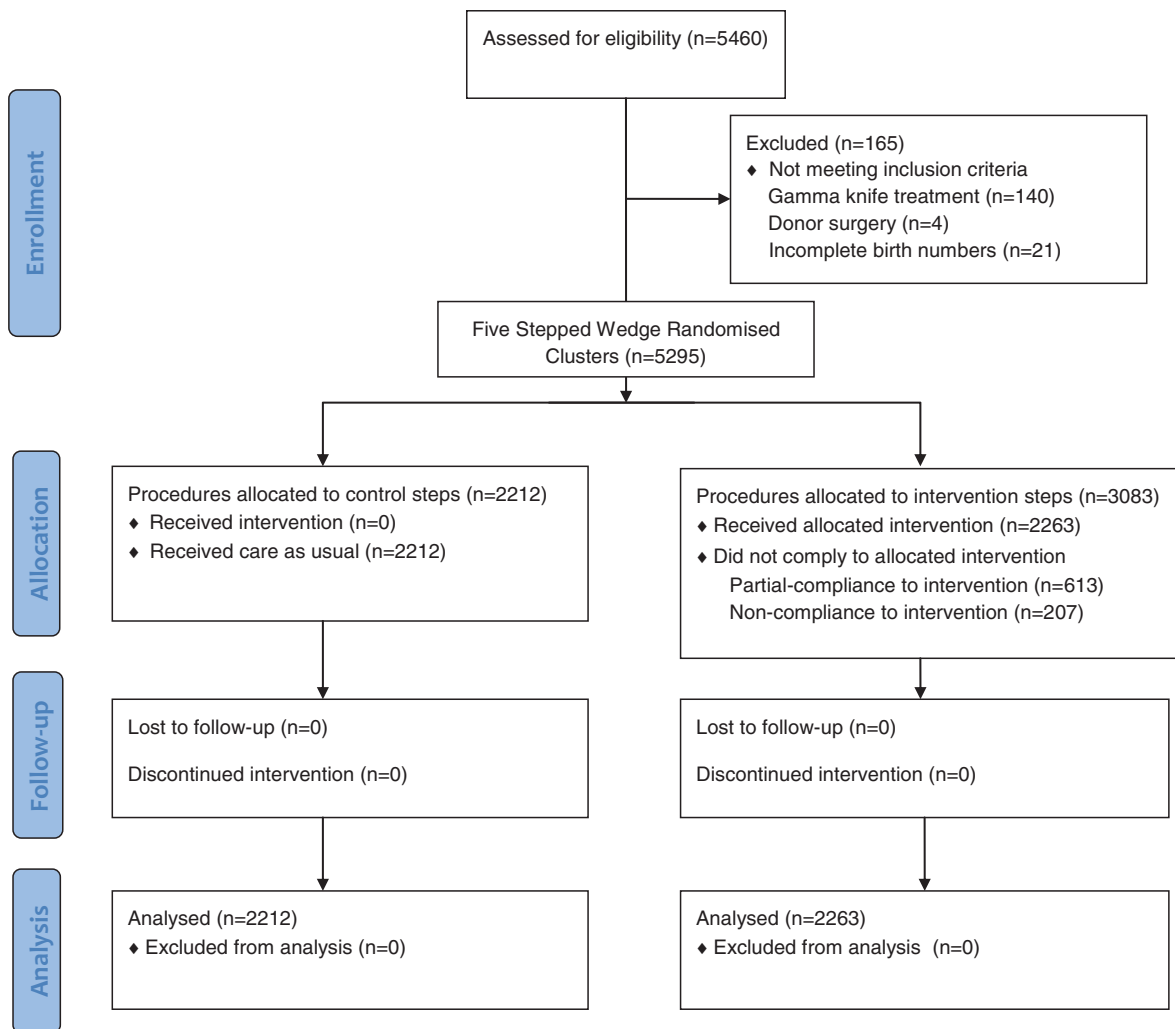 Assessed for eligibility (n=5460)
Enrollment
Excluded (n=165)
♦ Not meeting inclusion criteria
Gamma knife treatment (n=140)
Donor surgery (n=4)
Incomplete birth numbers (n=21)
Five Stepped Wedge Randomised
Clusters (n=5295)
Allocation
Procedures allocated to control steps (n=2212)
♦ Received intervention (n=0)
♦ Received care as usual (n=2212)
Procedures allocated to intervention steps (n=3083)
♦ Received allocated intervention (n=2263)
♦ Did not comply to allocated intervention
Partial-compliance to intervention (n=613)
Non-compliance to intervention (n=207)
Follow-up
Lost to follow-up (n=0)
Discontinued intervention (n=0)
Lost to follow-up (n=0)
Discontinued intervention (n=0)
Analysis
Analysed (n=2212)
♦ Excluded from analysis (n=0)
Analysed (n=2263)
♦ Excluded from analysis (n=0)